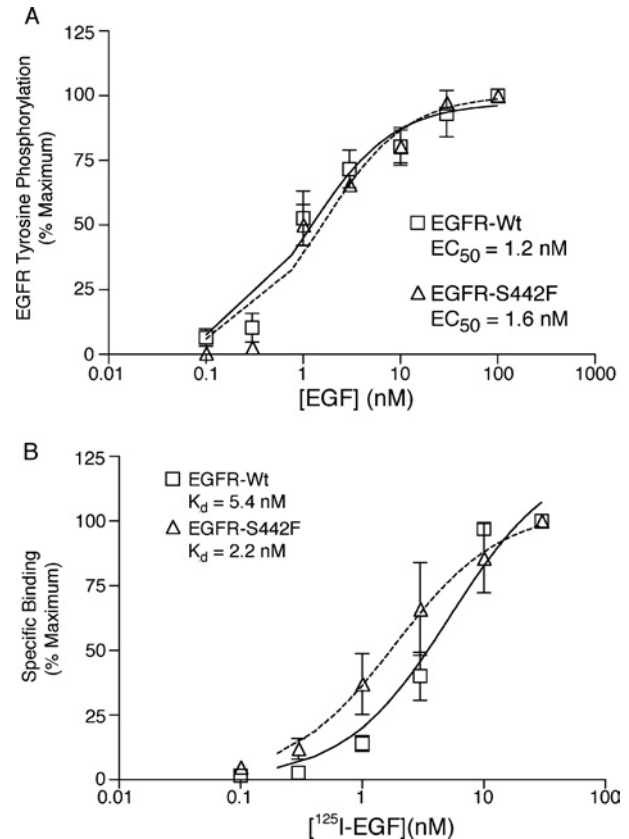 A
EGFR Tyrosine Phosphorylation
(% Maximum)
125
100
75
50
25
0
0.01
0.1
1
10
100
1000
[EGF] (nM)
EGFR-Wt
EC50 = 1.2 nM
EGFR-S442F
EC50 = 1.6 nM
B
Specific Binding
(% Maximum)
125
100
75
50
25
0
0.01
0.1
1
10
100
[125I-EGF](nM)
EGFR-Wt
Kd = 5.4 nM
EGFR-S442F
Kd = 2.2 nM